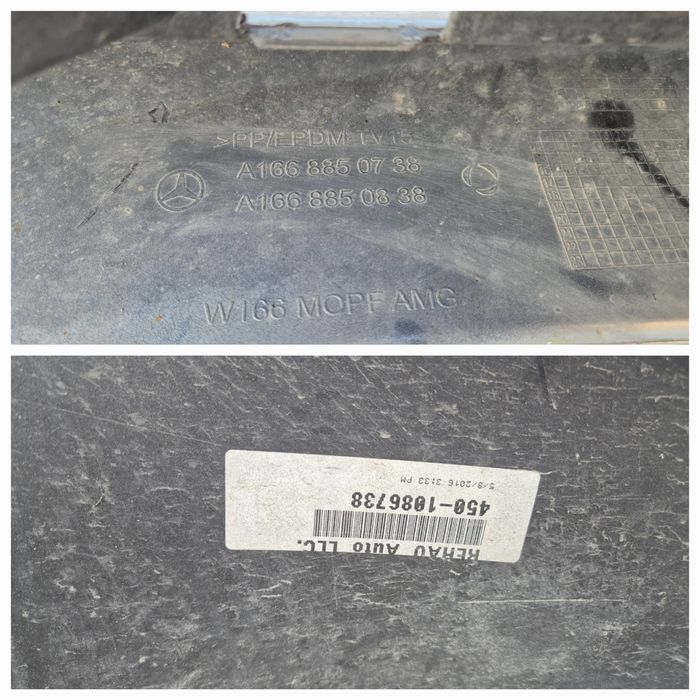 >PP/EPDM TV15
A166 885 07 38
A166 885 08 38
W166 MOPF AMG
REHAU Auto LLC.
450-1086738
5/8/2016 3:33 PM